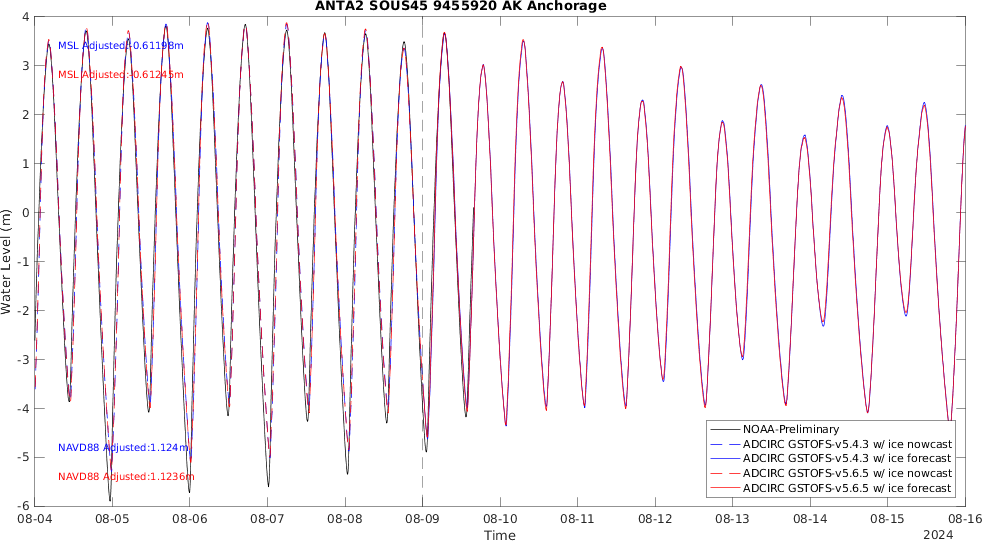 ANTA2 SOUS45 9455920 AK Anchorage
4
3
2
1
0
-1
-2
-3
-4
-5
-6
Water Level (m)
MSL Adjusted:-0.61198m
MSL Adjusted:-0.61245m
NAVD88 Adjusted:1.124m
NAVD88 Adjusted:1.1236m
NOAA-Preliminary
ADCIRC GSTOFS-v5.4.3 w/ ice nowcast
ADCIRC GSTOFS-v5.4.3 w/ ice forecast
ADCIRC GSTOFS-v5.6.5 w/ ice nowcast
ADCIRC GSTOFS-v5.6.5 w/ ice forecast
08-04 08-05 08-06 08-07 08-08 08-09 08-10 08-11 08-12 08-13 08-14 08-15 08-16
Time
2024